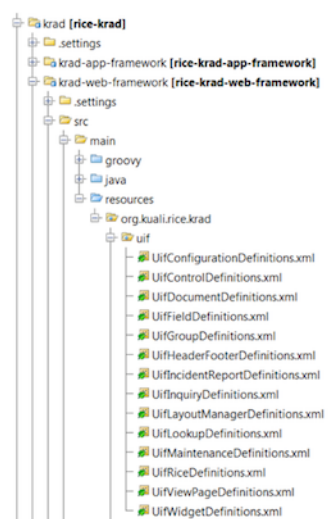 krad [rice-krad]
.settings
krad-app-framework [rice-krad-app-framework]
krad-web-framework [rice-krad-web-framework]
.settings
src
main
groovy
java
resources
org.kuali.rice.krad
uif
UifConfigurationDefinitions.xml
UifControlDefinitions.xml
UifDocumentDefinitions.xml
UifFieldDefinitions.xml
UifGroupDefinitions.xml
UifHeaderFooterDefinitions.xml
UifIncidentReportDefinitions.xml
UifInquiryDefinitions.xml
UifLayoutManagerDefinitions.xml
UifLookupDefinitions.xml
UifMaintenanceDefinitions.xml
UifRiceDefinitions.xml
UifViewPageDefinitions.xml
UifWidgetDefinitions.xml